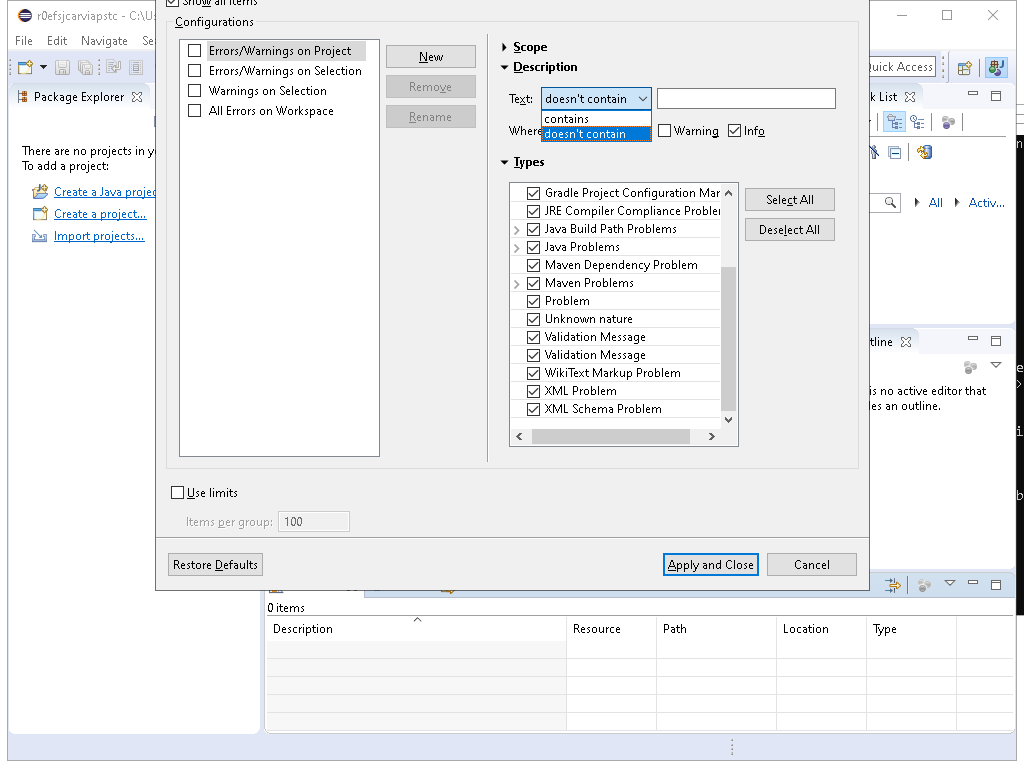 Show all items
r0efsjcarviapstc - C:\Us
Configurations
File Edit Navigate Se
Errors/Warnings on Project
New
Scope
Errors/Warnings on Selection
Description
Quick Access
Warnings on Selection
Remove
Package Explorer
k List
Text: doesn't contain
All Errors on Workspace
Rename
contains
Where doesn't contain Warning Info
There are no projects in y
To add a project:
Types
Create a Java projec
Gradle Project Configuration Mar
Select All
All Activ...
Create a project...
JRE Compiler Compliance Probler
Import projects...
Java Build Path Problems
Deselect All
Java Problems
Maven Dependency Problem
Maven Problems
Problem
Unknown nature
Validation Message
tline
Validation Message
WikiText Markup Problem
XML Problem
is no active editor that
XML Schema Problem
des an outline.
Use limits
Items per group: 100
Restore Defaults
Apply and Close
Cancel
0 items
Description Resource Path Location Type